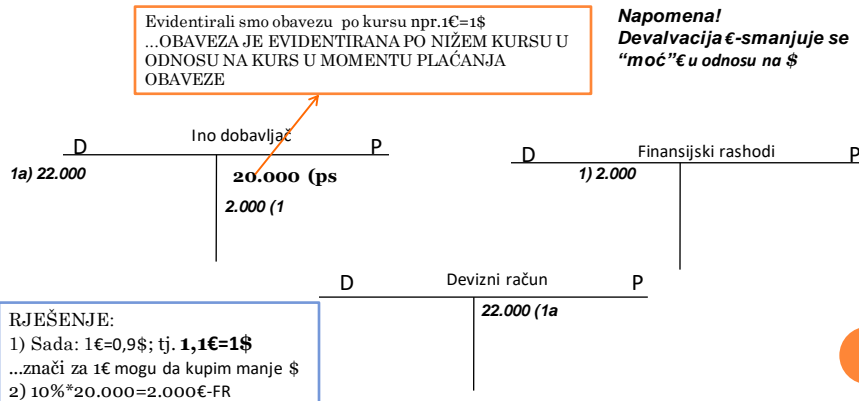 Evidentirali smo obavezu po kursu npr.1€=1$
...OBAVEZA JE EVIDENTIRANA PO NIŽEM KURSU U
ODNOSU NA KURS U MOMENTU PLAĆANJA
OBAVEZE
Napomena!
Devalvacija €-smanjuje se
“moć”€ u odnosu na $
D Ino dobavljač P
1a) 22.000 20.000 (ps
2.000 (1
D Finansijski rashodi P
1) 2.000
D Devizni račun P
22.000 (1a
RJEŠENJE:
1) Sada: 1€=0,9$; tj. 1,1€=1$
...znači za 1€ mogu da kupim manje $
2) 10%*20.000=2.000€-FR